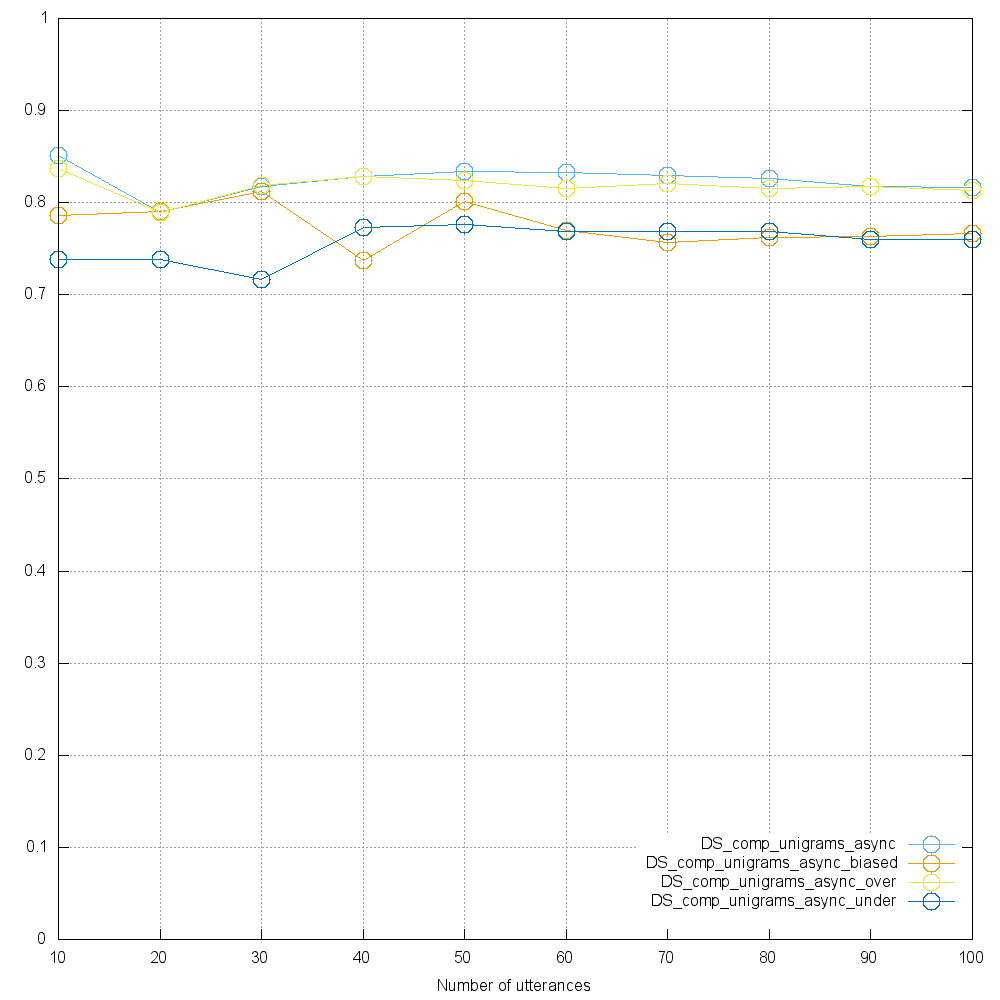 1
0.9
0.8
0.7
0.6
0.5
0.4
0.3
0.2
0.1
0
DS_comp_unigrams_async
DS_comp_unigrams_async_biased
DS_comp_unigrams_async_over
DS_comp_unigrams_async_under
10 20 30 40 50 60 70 80 90 100
Number of utterances